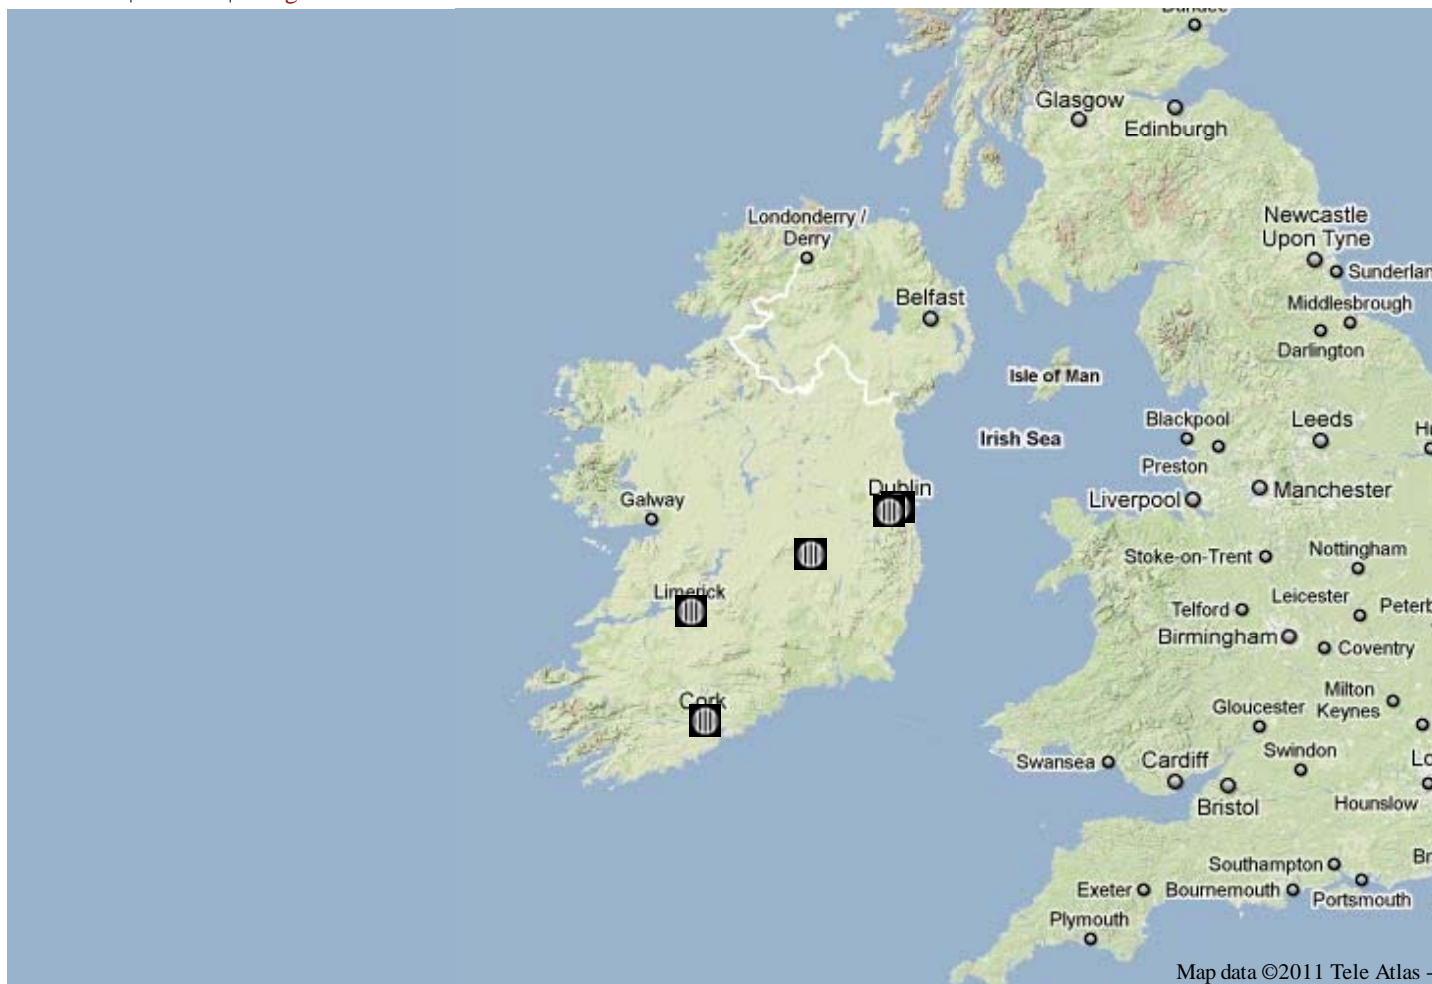 Dundee
Glasgow
Edinburgh
Londonderry /
Derry
Newcastle
Upon Tyne
Sunderlan
Belfast
Middlesbrough
Darlington
Isle of Man
Irish Sea
Blackpool
Leeds
Preston
Dublin
Galway
Liverpool
Manchester
Stoke-on-Trent
Nottingham
Limerick
Telford
Leicester
Birmingham
Coventry
Cork
Milton
Keynes
Gloucester
Swansea
Cardiff
Swindon
Bristol
Hounslow
Southampton
Exeter
Bournemouth
Portsmouth
Plymouth
Map data ©2011 Tele Atlas -